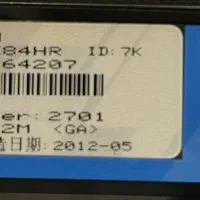 84HR ID:7K
64207
er: 2701
2M <GA>
日期: 2012-05